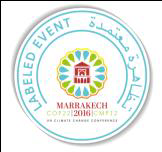 LABELED EVENT
تظاهرة معتمدة
MARRAKECH
COP22|2016|CMP12
UN CLIMATE CHANGE CONFERENCE